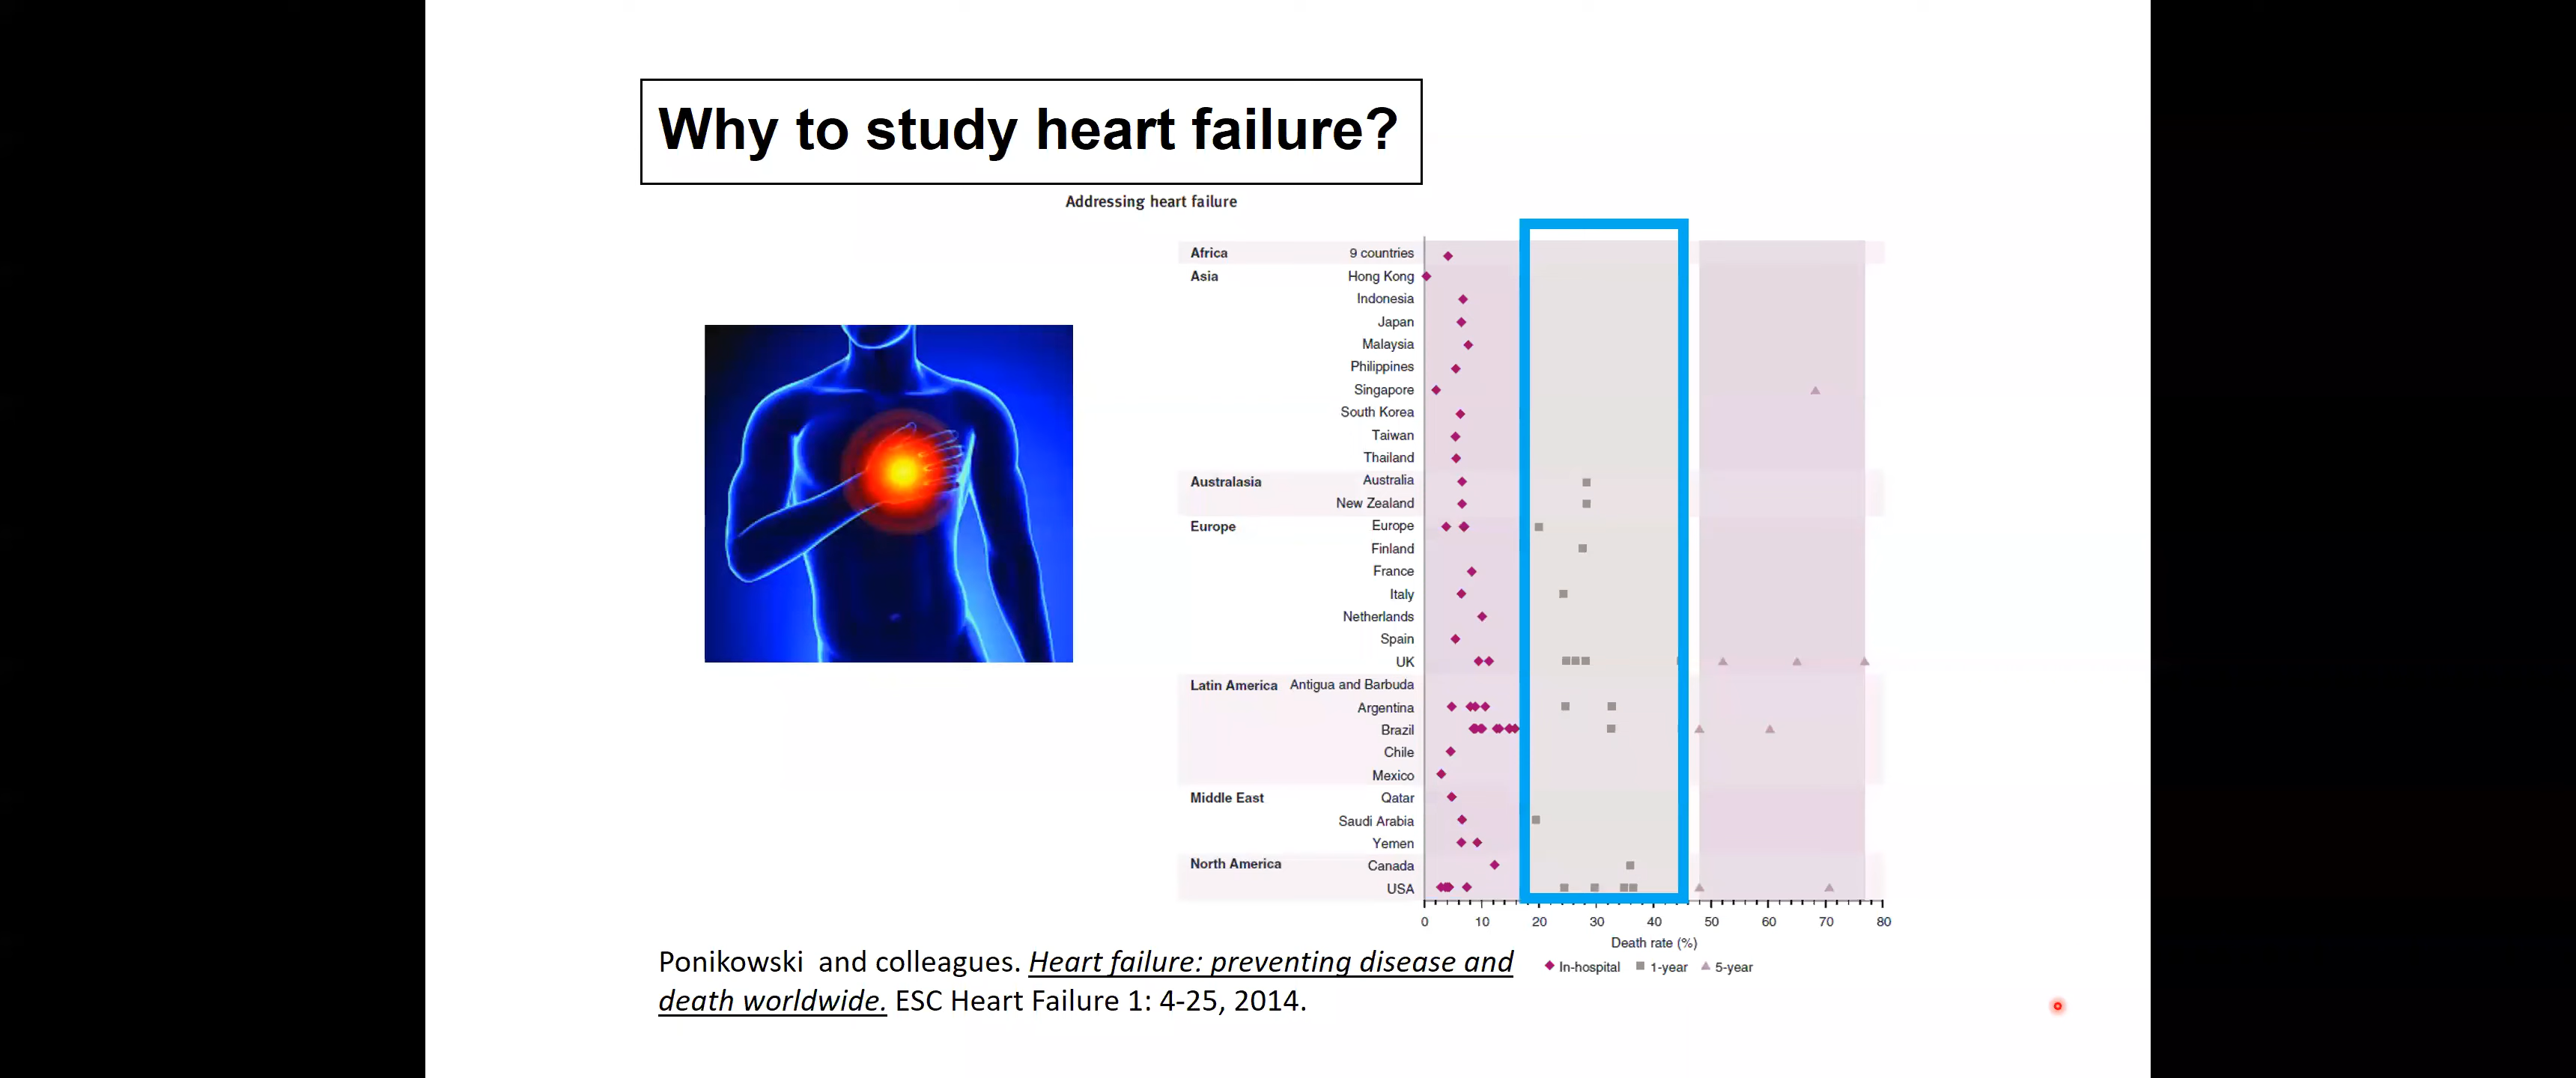 Why to study heart failure?
Addressing heart failure
Africa 9 countries
Asia Hong Kong
Indonesia
Japan
Malaysia
Philippines
Singapore
South Korea
Taiwan
Thailand
Australasia Australia
New Zealand
Europe Europe
Finland
France
Italy
Netherlands
Spain
UK
Latin America Antigua and Barbuda
Argentina
Brazil
Chile
Mexico
Middle East Qatar
Saudi Arabia
Yemen
North America Canada
USA
0 10 20 30 40 50 60 70 80
Death rate (%)
In-hospital 1-year 5-year
Ponikowski and colleagues. Heart failure: preventing disease and
death worldwide. ESC Heart Failure 1: 4-25, 2014.